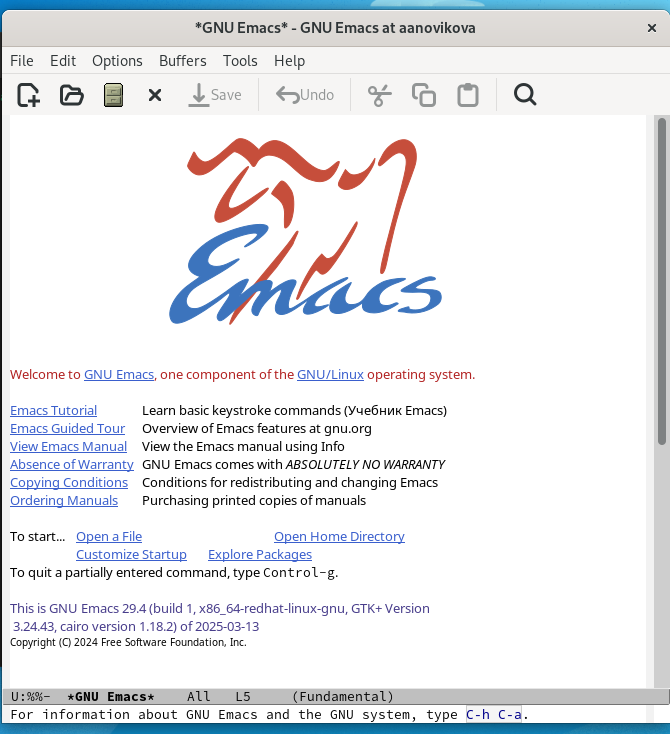 *GNU Emacs* - GNU Emacs at aanovikova
File Edit Options Buffers Tools Help
Save Undo
Emacs
Welcome to GNU Emacs, one component of the GNU/Linux operating system.
Emacs Tutorial Learn basic keystroke commands (Учебник Emacs)
Emacs Guided Tour Overview of Emacs features at gnu.org
View Emacs Manual View the Emacs manual using Info
Absence of Warranty GNU Emacs comes with ABSOLUTELY NO WARRANTY
Copying Conditions Conditions for redistributing and changing Emacs
Ordering Manuals Purchasing printed copies of manuals
To start... Open a File Open Home Directory
Customize Startup Explore Packages
To quit a partially entered command, type Control-g.
This is GNU Emacs 29.4 (build 1, x86_64-redhat-linux-gnu, GTK+ Version
3.24.43, cairo version 1.18.2) of 2025-03-13
Copyright (C) 2024 Free Software Foundation, Inc.
U:%%- *GNU Emacs* All L5 (Fundamental)
For information about GNU Emacs and the GNU system, type C-h C-a.